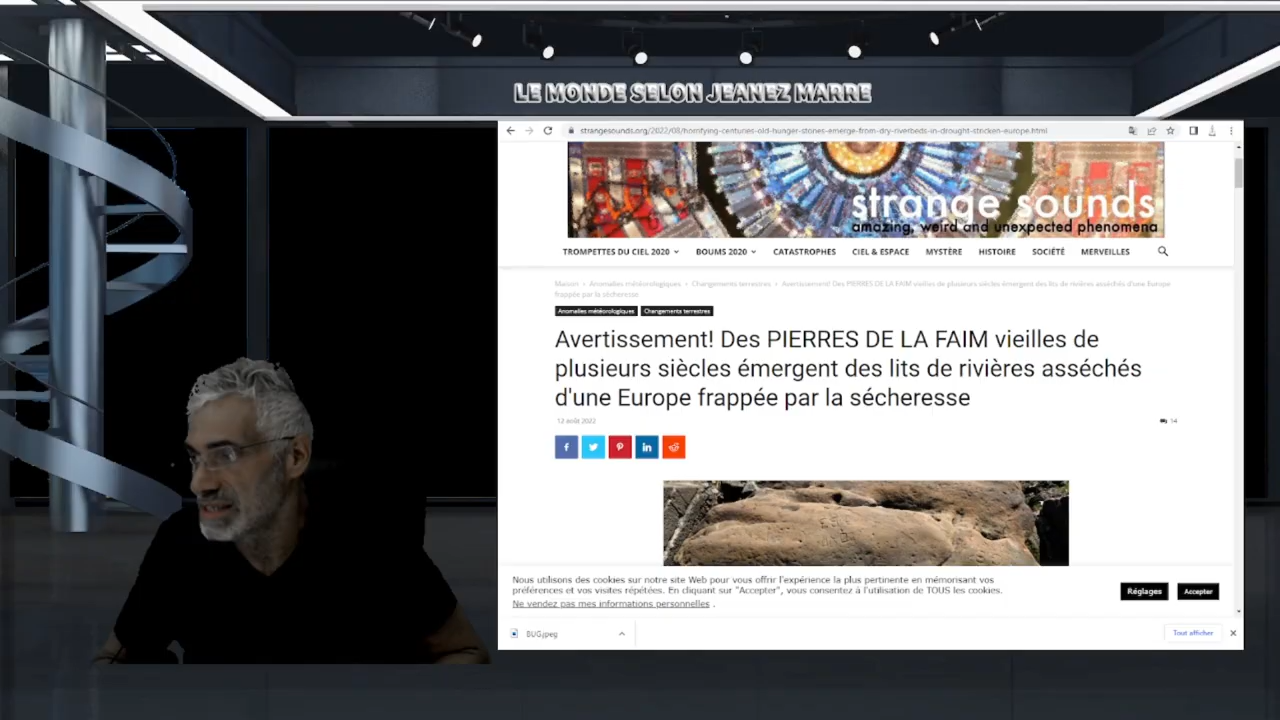 LE MONDE SELON JEANEZ MARRE
strangesounds.org/2022/08/horrifying-centuries-old-hunger-stones-emerge-from-dry-riverbeds-in-drought-stricken-europe.html
strange sounds
amazing, weird and unexpected phenomena
TROMPETTES DU CIEL 2020 BOUMS 2020 CATASTROPHES CIEL & ESPACE MYSTÈRE HISTOIRE SOCIÉTÉ MERVEILLES
Maison › Anomalies météorologiques › Changements terrestres › Avertissement! Des PIERRES DE LA FAIM vieilles de plusieurs siècles émergent des lits de rivières asséchés d'une Europe
frappée par la sécheresse
Anomalies météorologiques Changements terrestres
Avertissement! Des PIERRES DE LA FAIM vieilles de
plusieurs siècles émergent des lits de rivières asséchés
d'une Europe frappée par la sécheresse
12 août 2022 14
Nous utilisons des cookies sur notre site Web pour vous offrir l'expérience la plus pertinente en mémorisant vos
préférences et vos visites répétées. En cliquant sur "Accepter", vous consentez à l'utilisation de TOUS les cookies.
Ne vendez pas mes informations personnelles .
Réglages Accepter
BUG.jpeg Tout afficher